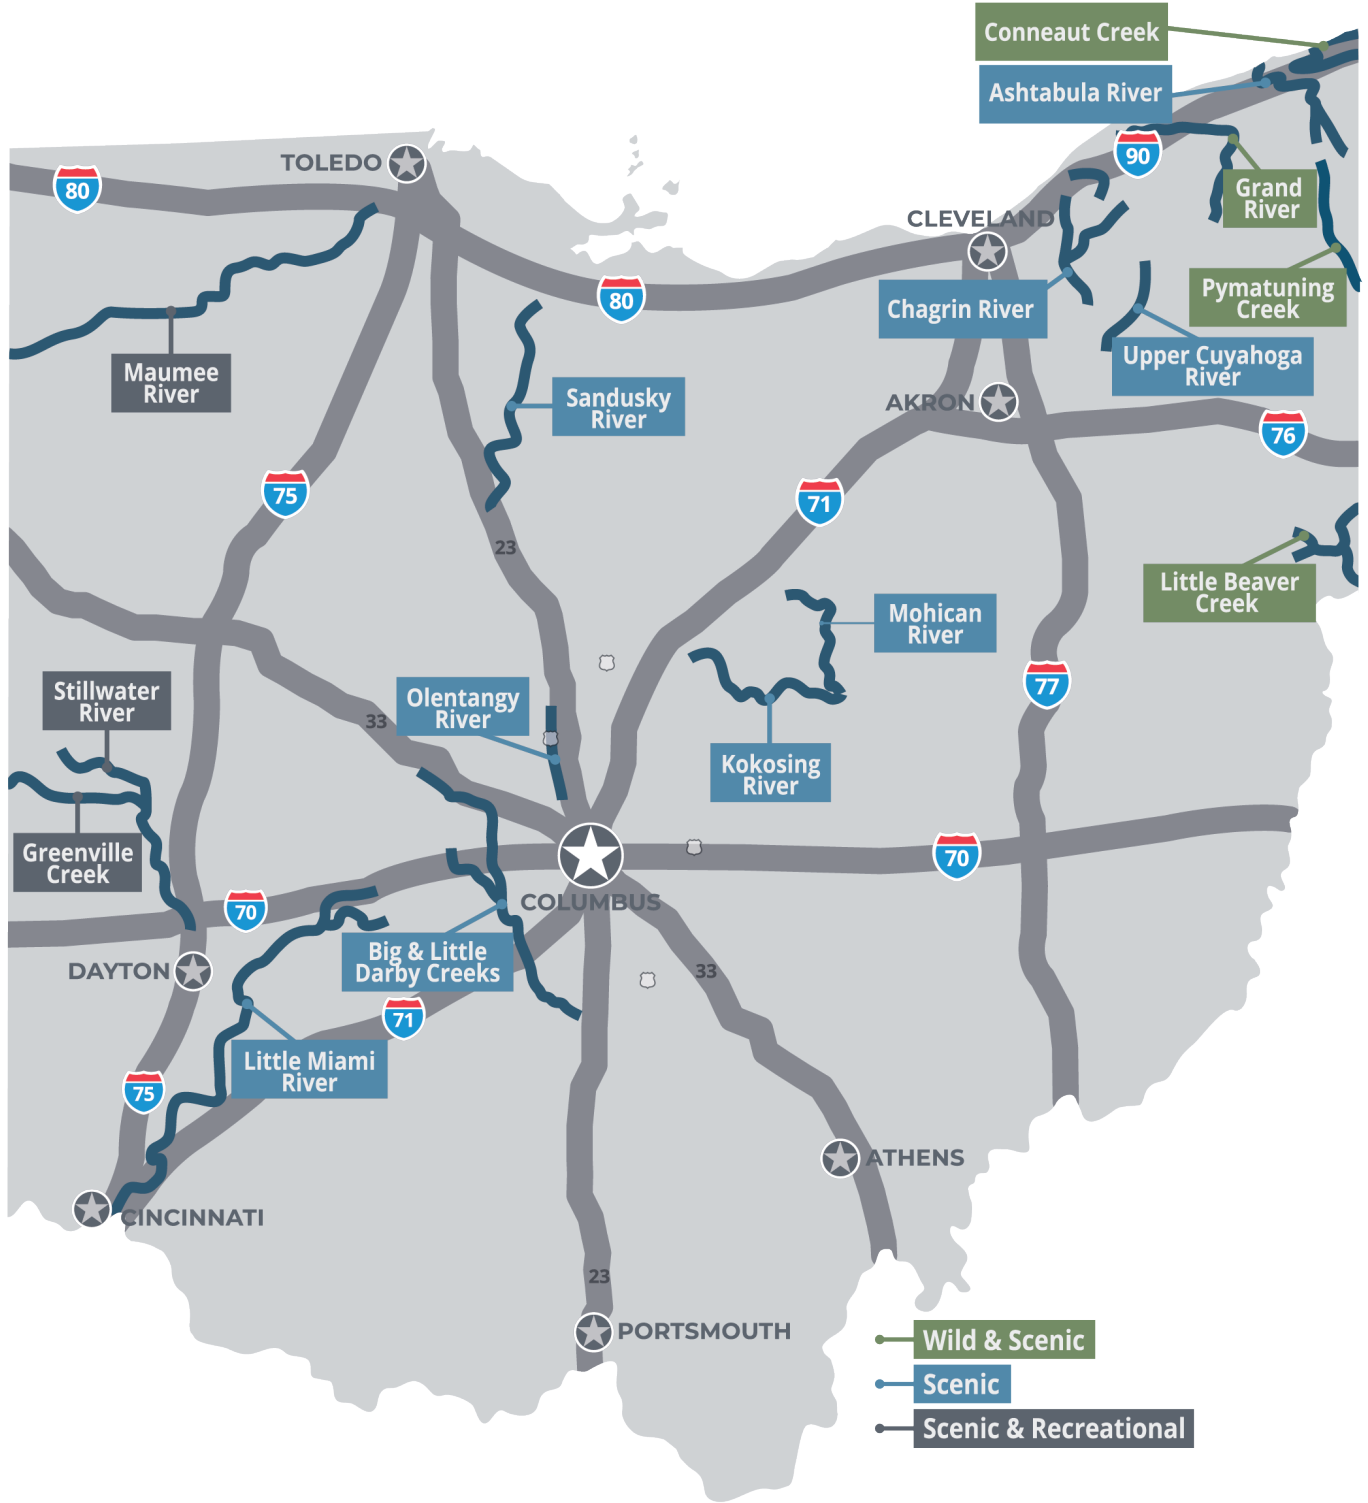 Conneaut Creek
Ashtabula River
90
TOLEDO
80
Grand
River
CLEVELAND
Pymatuning
Creek
80
Chagrin River
Upper Cuyahoga
River
Maumee
River
Sandusky
River
AKRON
76
75
71
23
Little Beaver
Creek
Mohican
River
Stillwater
River
Olentangy
River
77
33
Kokosing
River
Greenville
Creek
70
70
COLUMBUS
Big & Little
Darby Creeks
DAYTON
33
71
Little Miami
River
75
ATHENS
CINCINNATI
23
PORTSMOUTH
Wild & Scenic
Scenic
Scenic & Recreational